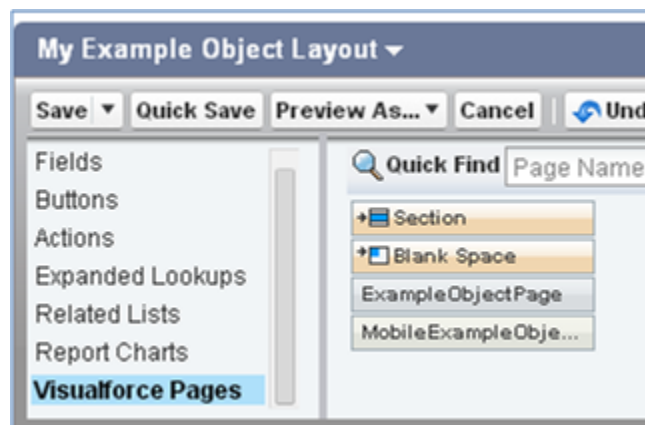 My Example Object Layout
Save Quick Save Preview As... Cancel Und
Fields
Buttons
Actions
Expanded Lookups
Related Lists
Report Charts
Visualforce Pages
Quick Find Page Name
Section
Blank Space
ExampleObjectPage
MobileExampleObje...